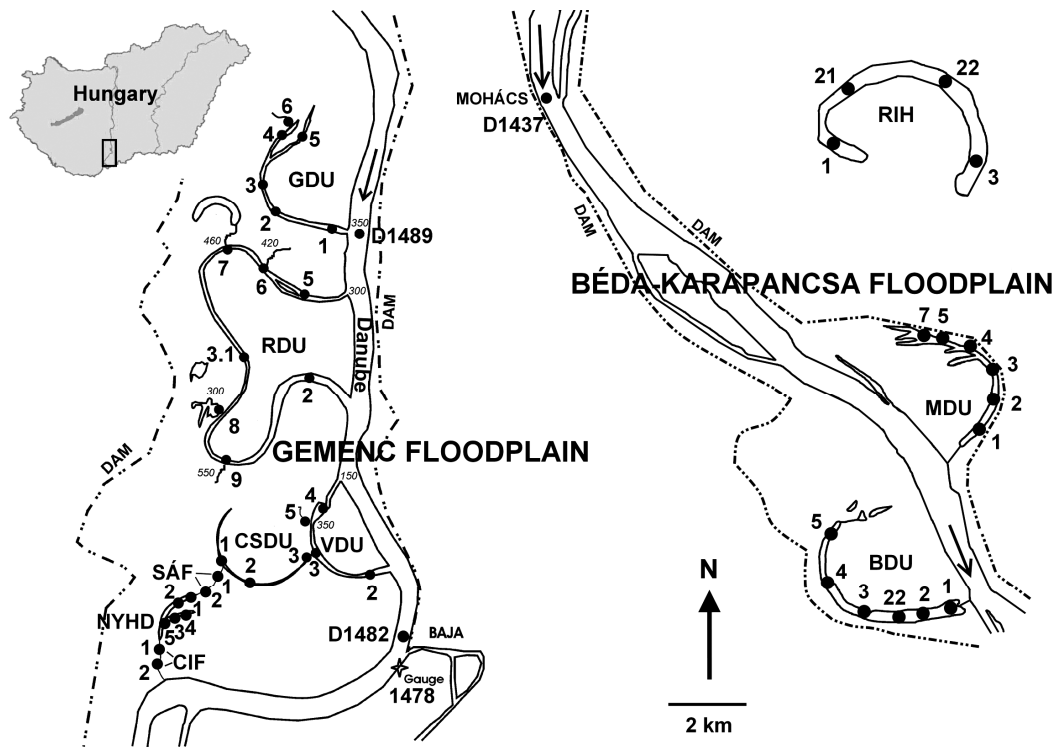 Hungary
6
4
5
GDU
3
2
1
350
D1489
460
420
7
6
5
300
DAM
Danube
RDU
3.1
2
300
8
550
9
DAM
GEMENC FLOODPLAIN
150
4
5
350
CSDU
VDU
1
2
3
3
2
SÁF
1
2
2
1
NYHD
5
3
4
1
CIF
2
D1482
BAJA
Gauge
1478
MOHÁCS
D1437
DAM
DAM
BÉDA-KARAPANCSA FLOODPLAIN
21
22
RIH
1
3
7
5
4
3
MDU
2
1
5
BDU
4
3
22
2
1
N
2 km